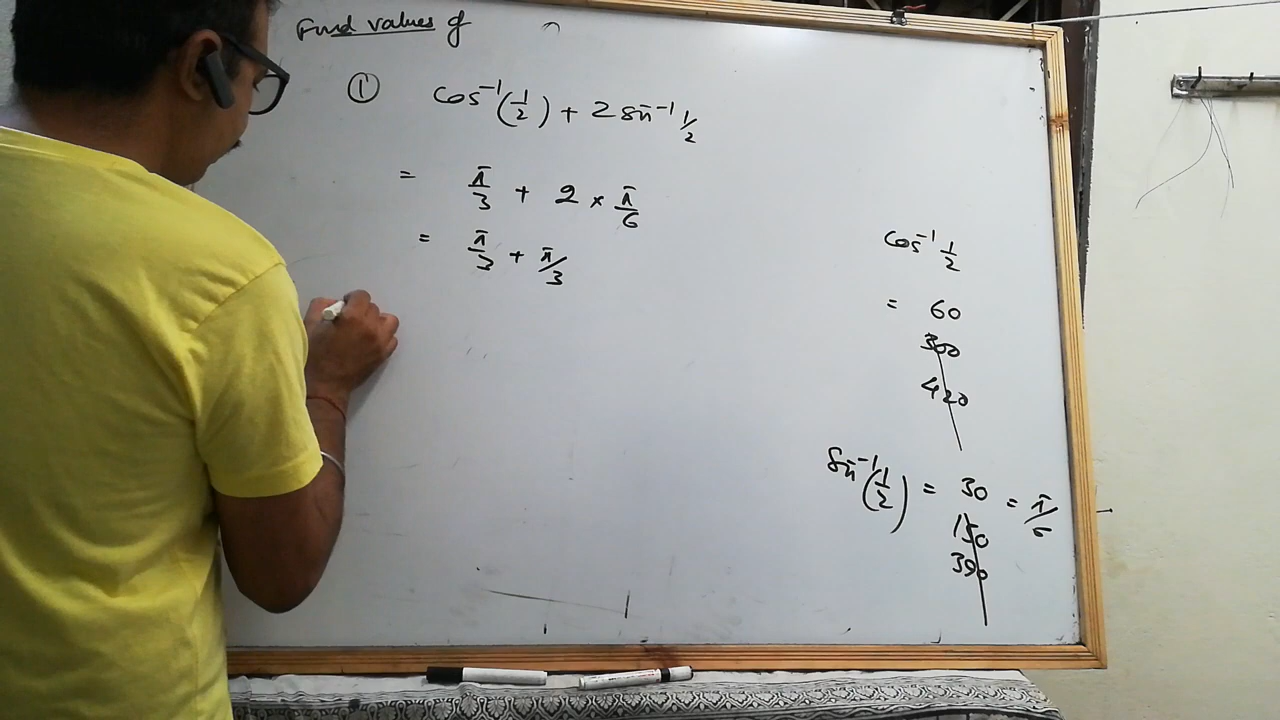 Find values of
① cos⁻¹(1/2) + 2 sin⁻¹ 1/2
= π/3 + 2 × π/6
= π/3 + π/3
cos⁻¹ 1/2
= 60
300
420
sin⁻¹(1/2) = 30 = π/6
150
390